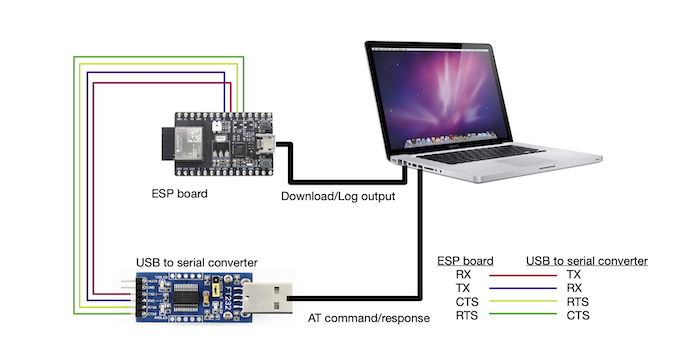 ESP board
Download/Log output
USB to serial converter
FT232
AT command/response
ESP board USB to serial converter
RX TX
TX RX
CTS RTS
RTS CTS